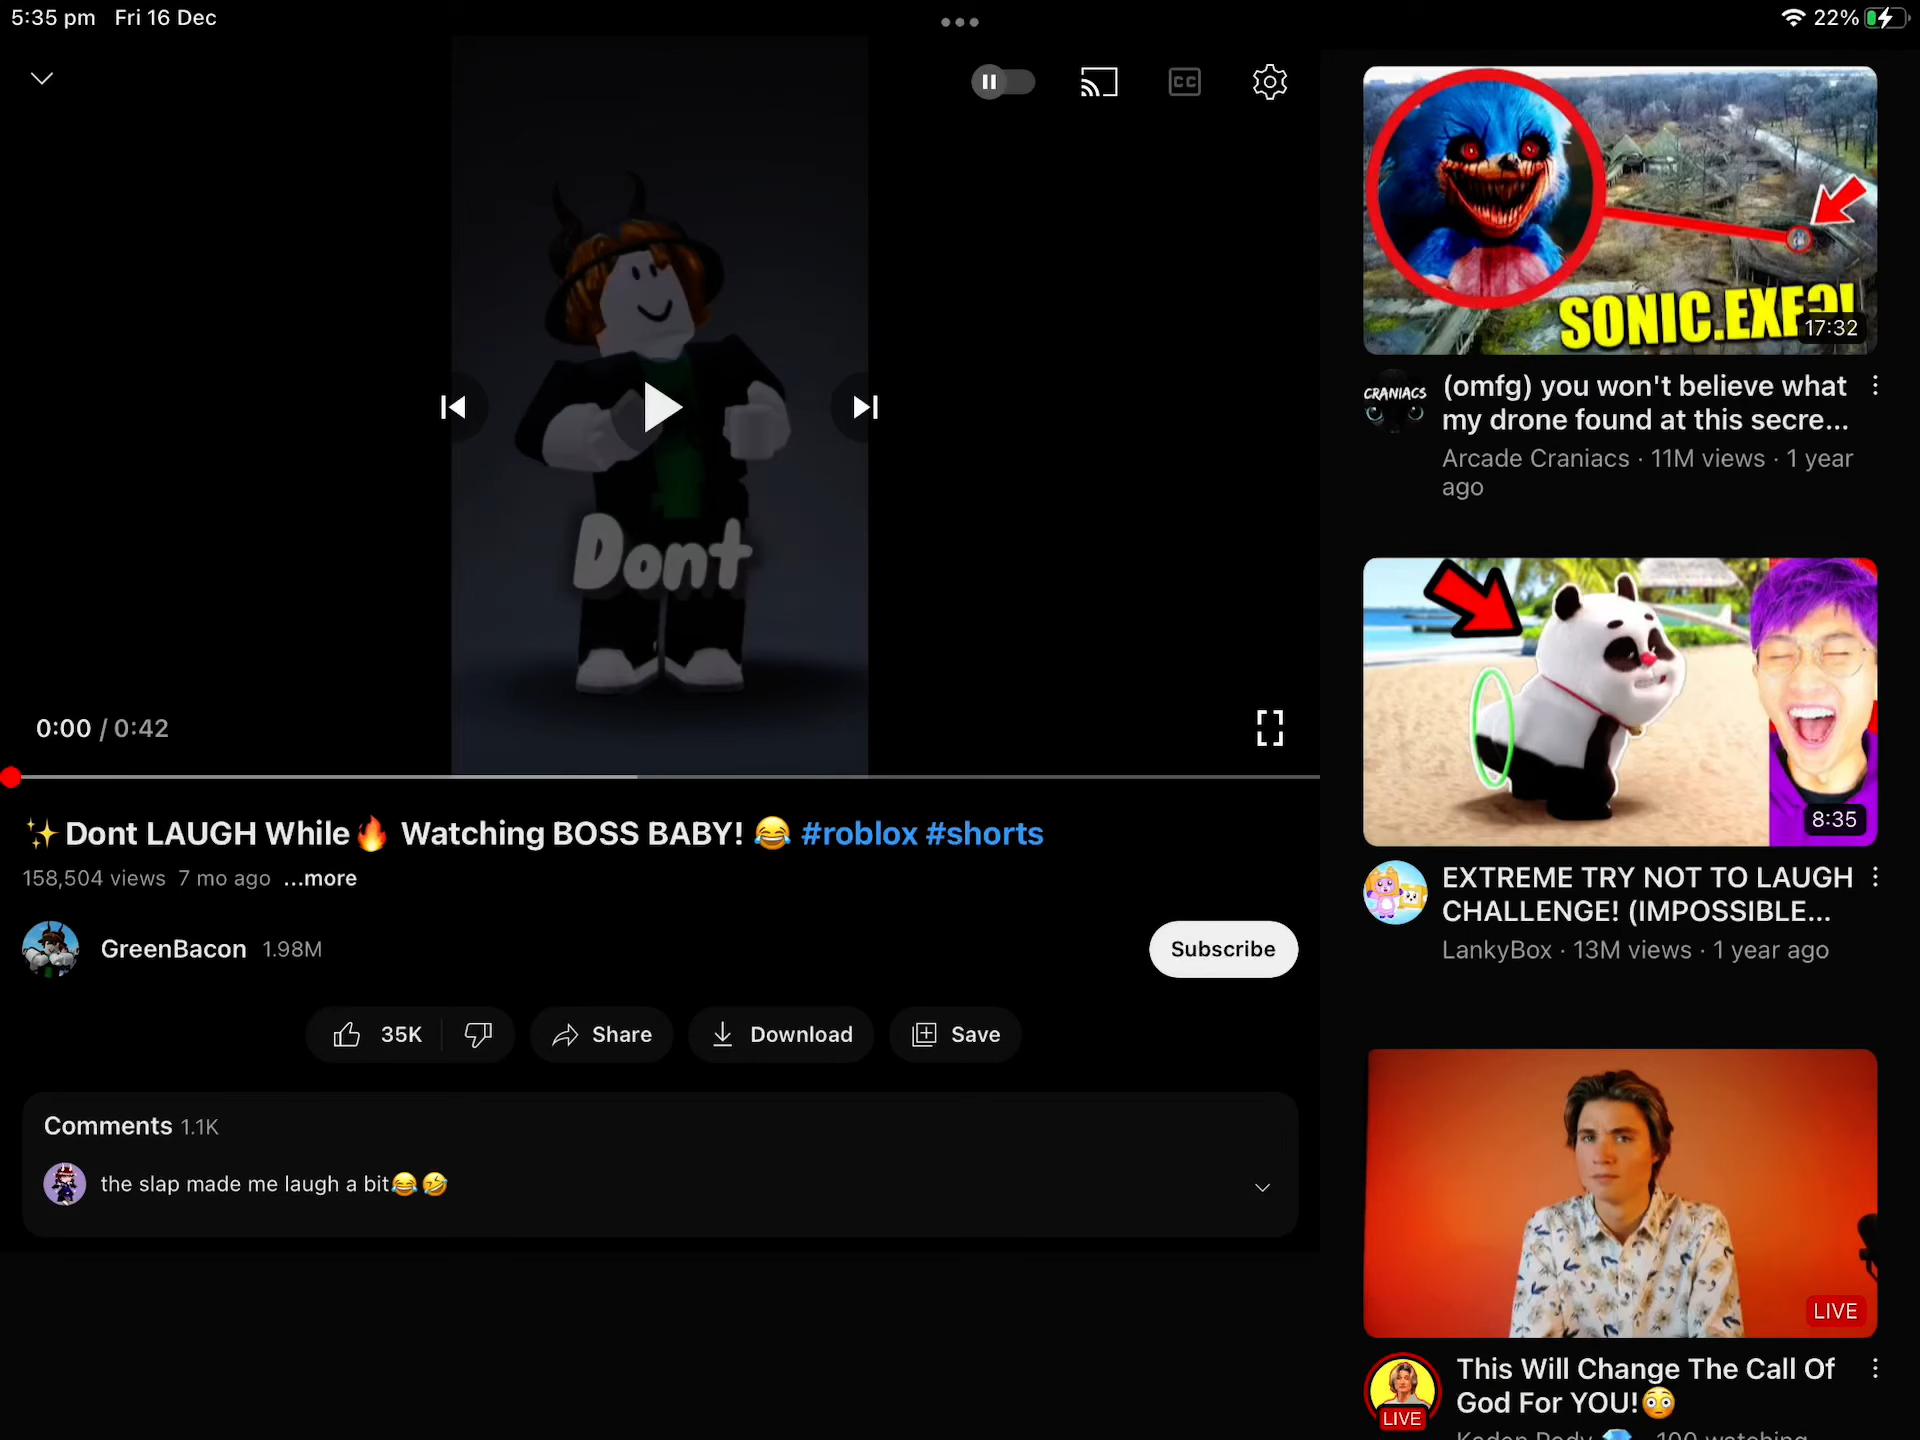 5:35 pm Fri 16 Dec
22%
CC
Dont
0:00 / 0:42
✨Dont LAUGH While🔥 Watching BOSS BABY! 😂 #roblox #shorts
158,504 views 7 mo ago ...more
GreenBacon 1.98M
Subscribe
35K
Share
Download
Save
Comments 1.1K
the slap made me laugh a bit😂🤣
SONIC.EXE?!
17:32
CRANIACS
(omfg) you won't believe what
my drone found at this secre...
Arcade Craniacs · 11M views · 1 year
ago
8:35
EXTREME TRY NOT TO LAUGH
CHALLENGE! (IMPOSSIBLE...
LankyBox · 13M views · 1 year ago
LIVE
LIVE
This Will Change The Call Of
God For YOU!😳
100 watching